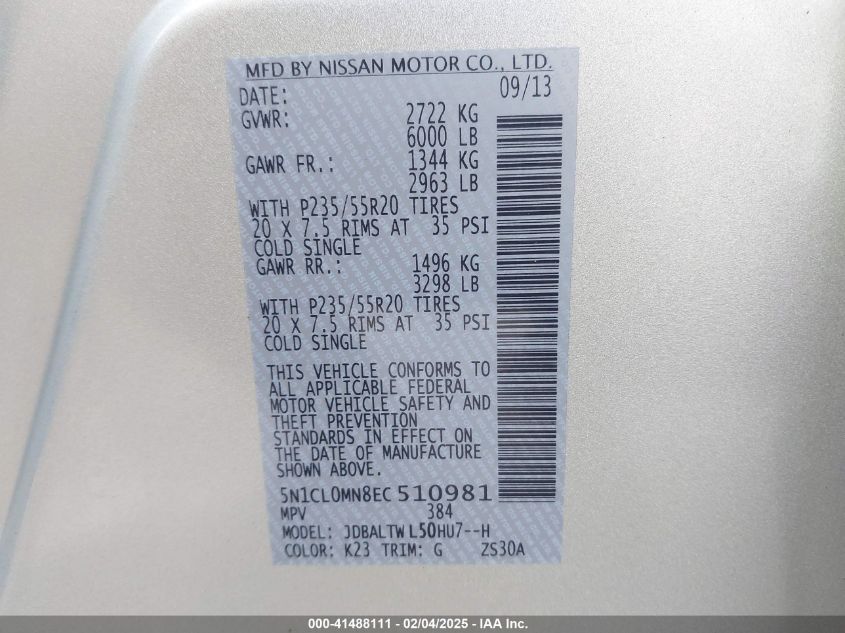 MFD BY NISSAN MOTOR CO., LTD.
DATE: 09/13
GVWR: 2722 KG
6000 LB
GAWR FR.: 1344 KG
2963 LB
WITH P235/55R20 TIRES
20 X 7.5 RIMS AT 35 PSI
COLD SINGLE
GAWR RR.: 1496 KG
3298 LB
WITH P235/55R20 TIRES
20 X 7.5 RIMS AT 35 PSI
COLD SINGLE
THIS VEHICLE CONFORMS TO
ALL APPLICABLE FEDERAL
MOTOR VEHICLE SAFETY AND
THEFT PREVENTION
STANDARDS IN EFFECT ON
THE DATE OF MANUFACTURE
SHOWN ABOVE.
5N1CL0MN8EC510981
MPV 384
MODEL: JDBALTWL50HU7--H
COLOR: K23 TRIM: G ZS30A
000-41488111 - 02/04/2025 - IAA Inc.